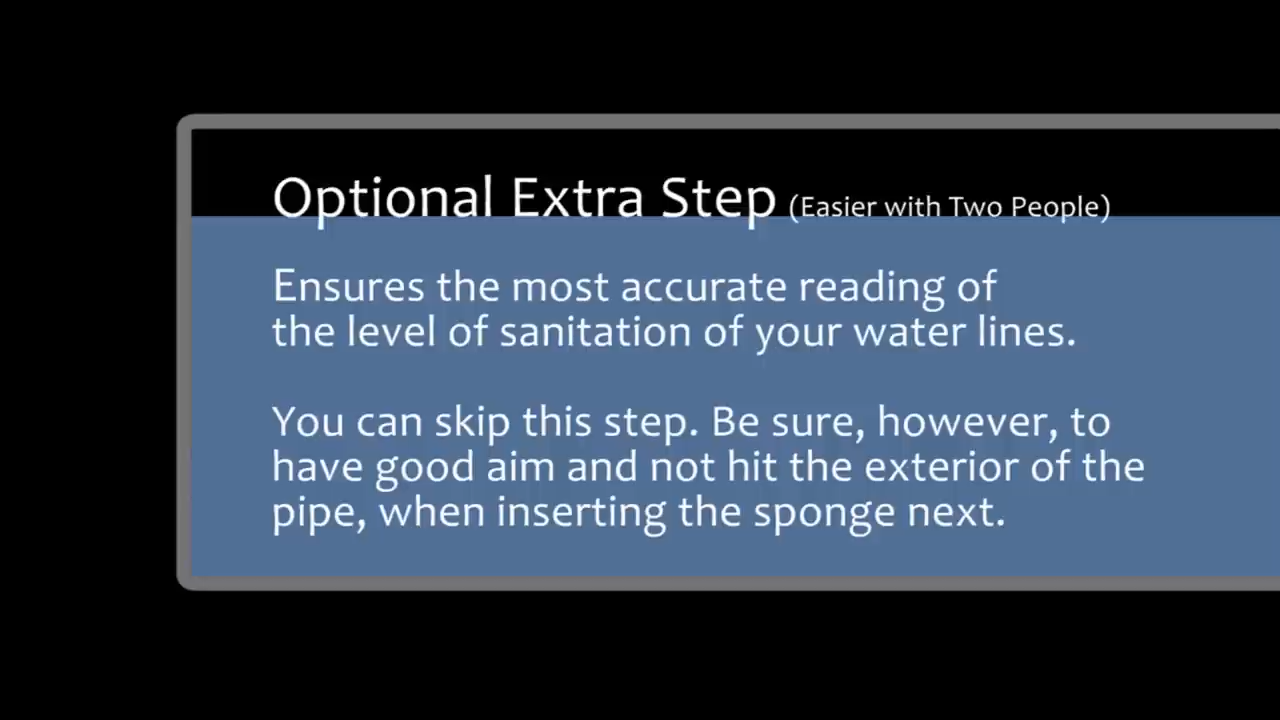 Optional Extra Step (Easier with Two People)
Ensures the most accurate reading of
the level of sanitation of your water lines.
You can skip this step. Be sure, however, to
have good aim and not hit the exterior of the
pipe, when inserting the sponge next.